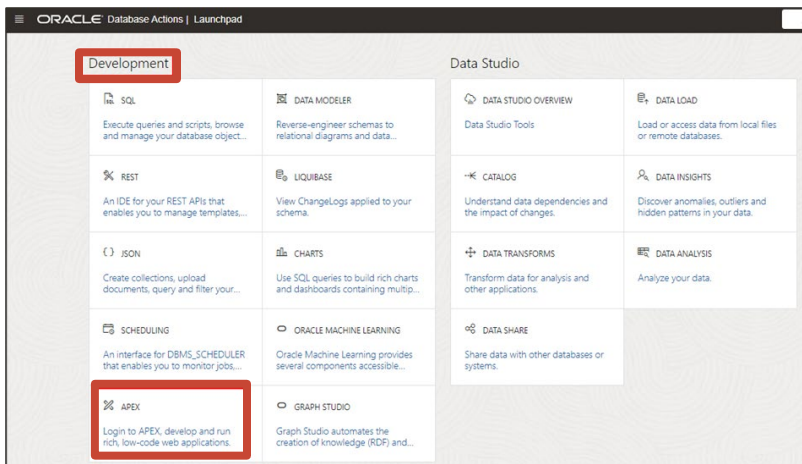 ORACLE Database Actions | Launchpad
Development
SQL
Execute queries and scripts, browse
and manage your database object...
DATA MODELER
Reverse-engineer schemas to
relational diagrams and data...
REST
An IDE for your REST APIs that
enables you to manage templates,...
LIQUIBASE
View ChangeLogs applied to your
schema.
JSON
Create collections, upload
documents, query and filter your...
CHARTS
Use SQL queries to build rich charts
and dashboards containing multip...
SCHEDULING
An interface for DBMS_SCHEDULER
that enables you to monitor jobs,...
ORACLE MACHINE LEARNING
Oracle Machine Learning provides
several components accessible...
APEX
Login to APEX, develop and run
rich, low-code web applications.
GRAPH STUDIO
Graph Studio automates the
creation of knowledge (RDF) and...
Data Studio
DATA STUDIO OVERVIEW
Data Studio Tools
DATA LOAD
Load or access data from local files
or remote databases.
CATALOG
Understand data dependencies and
the impact of changes.
DATA INSIGHTS
Discover anomalies, outliers and
hidden patterns in your data.
DATA TRANSFORMS
Transform data for analysis and
other applications.
DATA ANALYSIS
Analyze your data.
DATA SHARE
Share data with other databases or
systems.